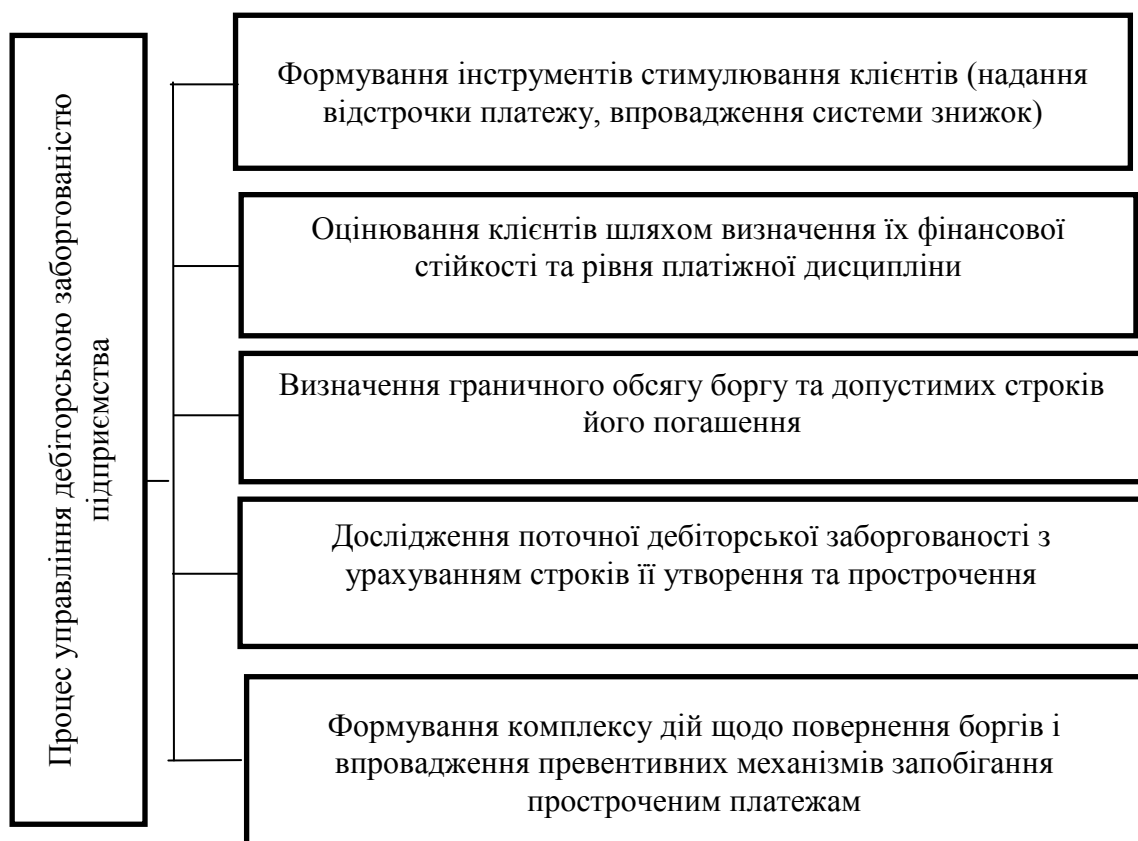 Процес управління дебіторською заборгованістю
підприємства
Формування інструментів стимулювання клієнтів (надання
відстрочки платежу, впровадження системи знижок)
Оцінювання клієнтів шляхом визначення їх фінансової
стійкості та рівня платіжної дисципліни
Визначення граничного обсягу боргу та допустимих строків
його погашення
Дослідження поточної дебіторської заборгованості з
урахуванням строків її утворення та прострочення
Формування комплексу дій щодо повернення боргів і
впровадження превентивних механізмів запобігання
простроченим платежам